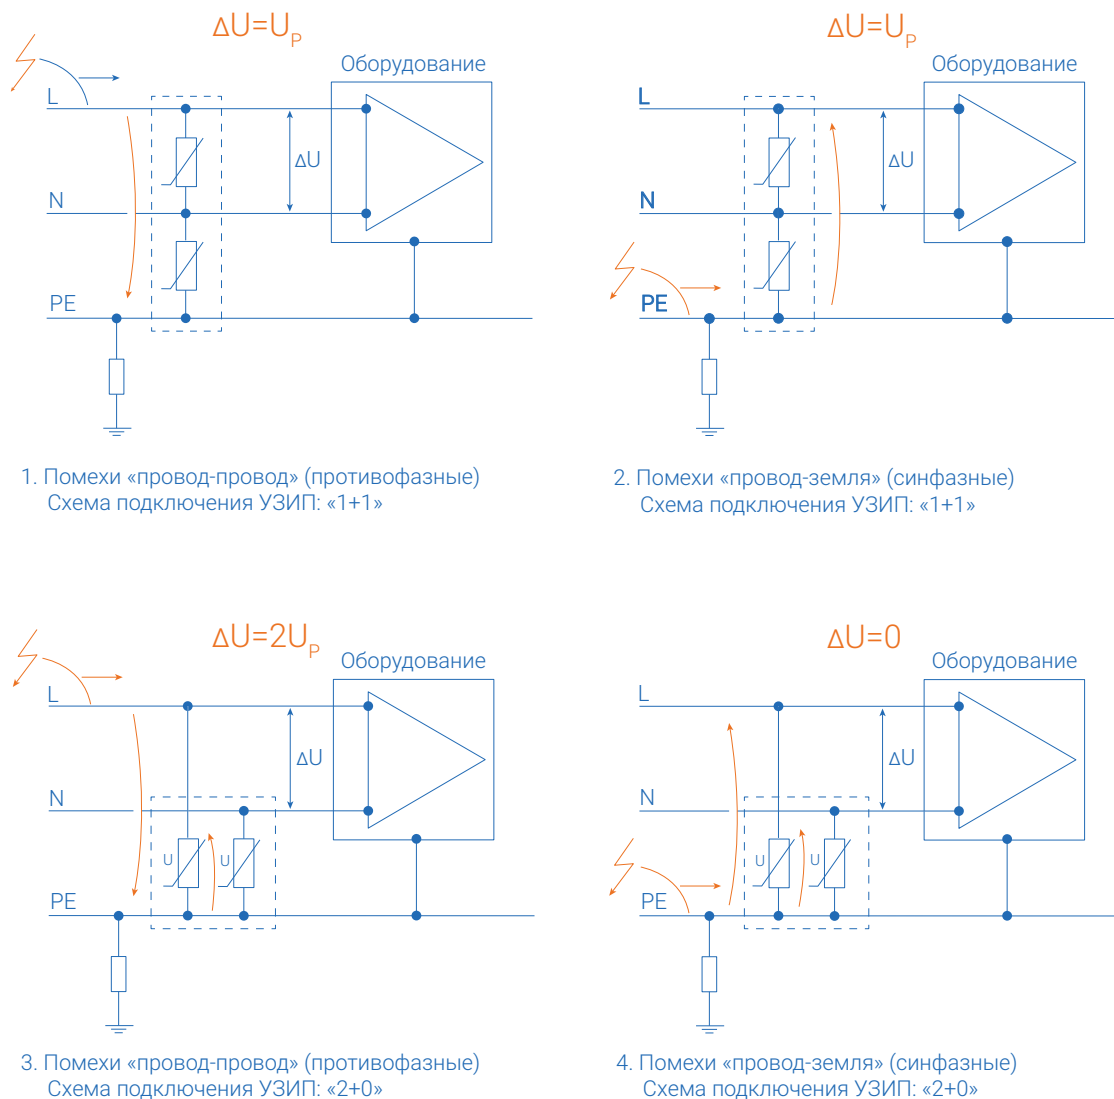 ΔU=U_P
Оборудование
L
ΔU
N
PE
1. Помехи «провод-провод» (противофазные)
Схема подключения УЗИП: «1+1»
ΔU=U_P
Оборудование
L
ΔU
N
PE
2. Помехи «провод-земля» (синфазные)
Схема подключения УЗИП: «1+1»
ΔU=2U_P
Оборудование
L
ΔU
N
U U
PE
3. Помехи «провод-провод» (противофазные)
Схема подключения УЗИП: «2+0»
ΔU=0
Оборудование
L
ΔU
N
U U
PE
4. Помехи «провод-земля» (синфазные)
Схема подключения УЗИП: «2+0»